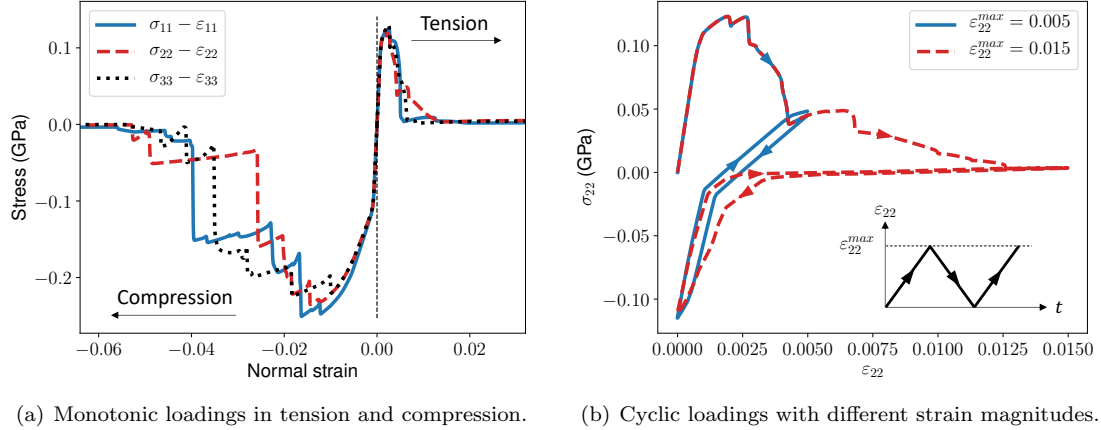 σ₁₁ − ε₁₁
σ₂₂ − ε₂₂
σ₃₃ − ε₃₃
Tension
Compression
0.1
0.0
−0.1
−0.2
Stress (GPa)
−0.06
−0.04
−0.02
0.00
0.02
Normal strain
(a) Monotonic loadings in tension and compression.
ε₂₂ᵐᵃˣ = 0.005
ε₂₂ᵐᵃˣ = 0.015
0.10
0.05
0.00
−0.05
−0.10
σ₂₂ (GPa)
ε₂₂
ε₂₂ᵐᵃˣ
t
0.0000
0.0025
0.0050
0.0075
0.0100
0.0125
0.0150
ε₂₂
(b) Cyclic loadings with different strain magnitudes.